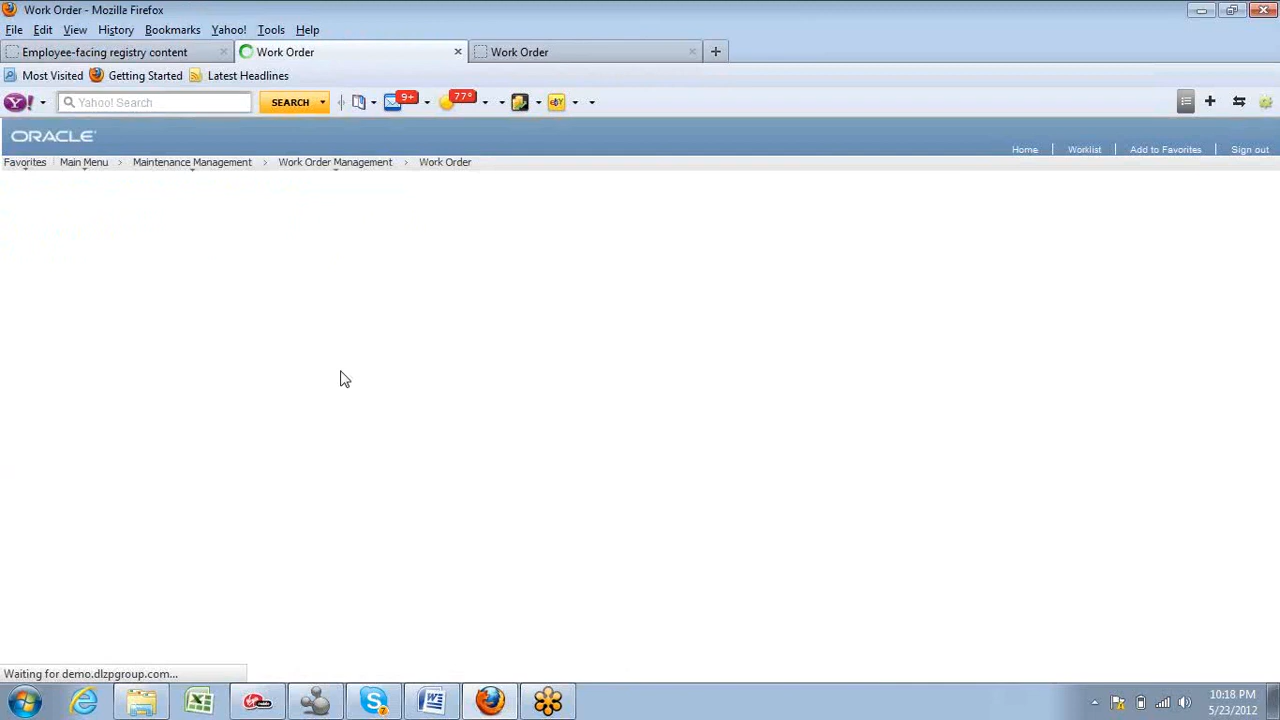 Work Order - Mozilla Firefox
File Edit View History Bookmarks Yahoo! Tools Help
Employee-facing registry content Work Order Work Order
Most Visited Getting Started Latest Headlines
Y! Yahoo! Search SEARCH 9+ 77°
ORACLE
Home Worklist Add to Favorites Sign out
Favorites Main Menu Maintenance Management Work Order Management Work Order
Waiting for demo.dlzpgroup.com...
10:18 PM
5/23/2012